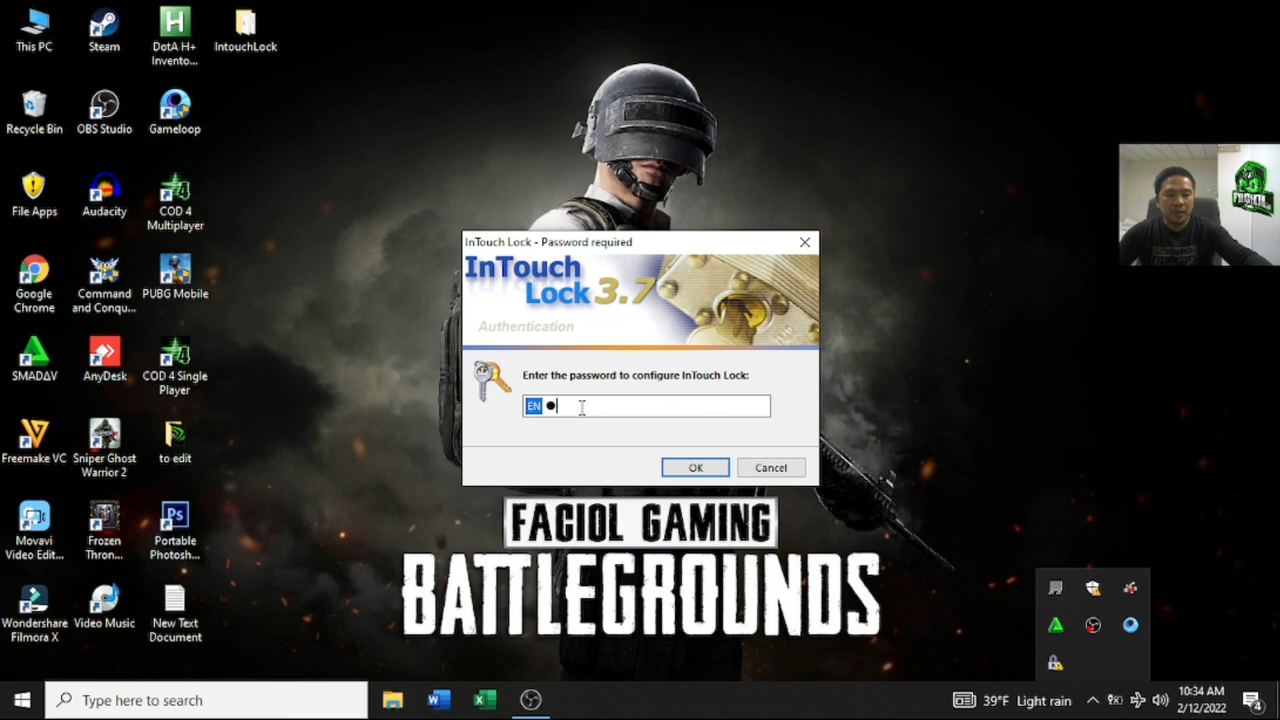 This PC
Steam
DotA H+
Invento...
IntouchLock
Recycle Bin
OBS Studio
Gameloop
File Apps
Audacity
COD 4
Multiplayer
Google
Chrome
Command
and Conqu...
PUBG Mobile
SMADΔV
AnyDesk
COD 4 Single
Player
Freemake VC
Sniper Ghost
Warrior 2
to edit
Movavi
Video Edit...
Frozen
Thron...
Portable
Photosh...
Wondershare
Filmora X
Video Music
New Text
Document
InTouch Lock - Password required
InTouch
Lock 3.7
Authentication
Enter the password to configure InTouch Lock:
EN
OK
Cancel
FACIOL GAMING
BATTLEGROUNDS
FACIOL
Type here to search
39°F Light rain
10:34 AM
2/12/2022
4